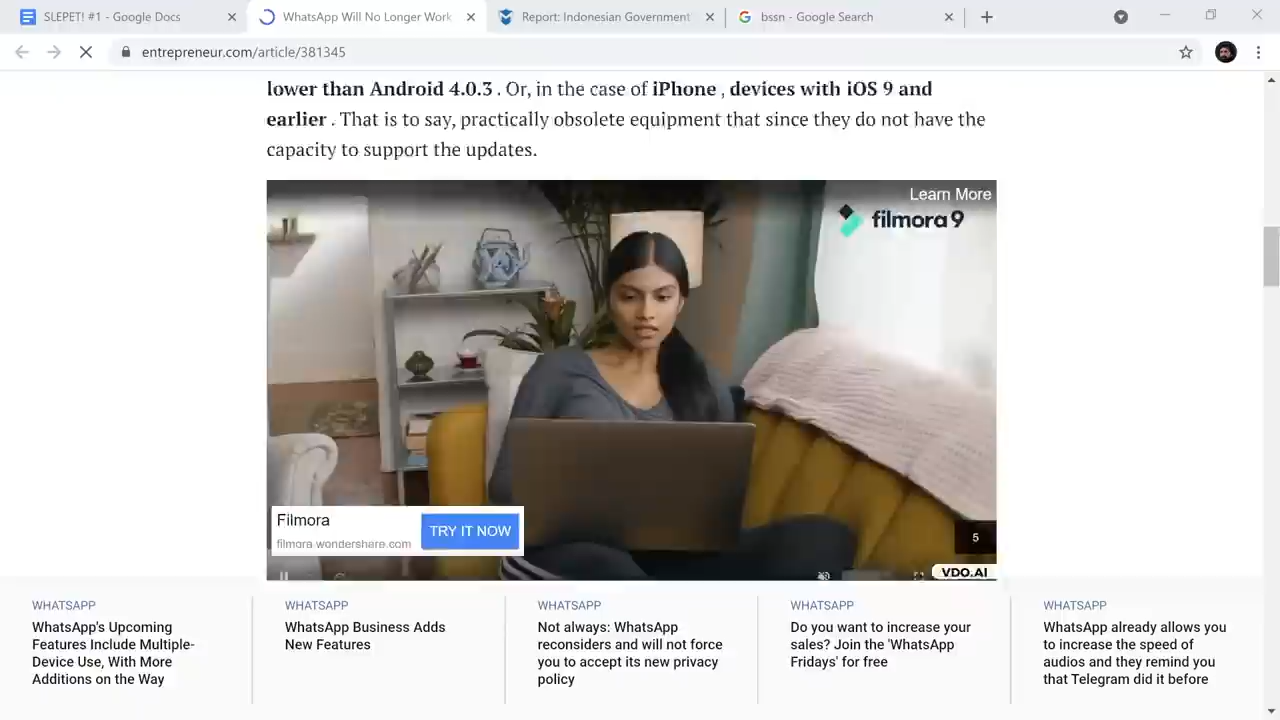 SLEPET! #1 - Google Docs
WhatsApp Will No Longer Work
Report: Indonesian Government
bssn - Google Search
entrepreneur.com/article/381345
lower than Android 4.0.3 . Or, in the case of iPhone , devices with iOS 9 and
earlier . That is to say, practically obsolete equipment that since they do not have the
capacity to support the updates.
Learn More
filmora9
Filmora
filmora.wondershare.com
TRY IT NOW
5
VDO.AI
WHATSAPP
WhatsApp's Upcoming
Features Include Multiple-
Device Use, With More
Additions on the Way
WHATSAPP
WhatsApp Business Adds
New Features
WHATSAPP
Not always: WhatsApp
reconsiders and will not force
you to accept its new privacy
policy
WHATSAPP
Do you want to increase your
sales? Join the 'WhatsApp
Fridays' for free
WHATSAPP
WhatsApp already allows you
to increase the speed of
audios and they remind you
that Telegram did it before